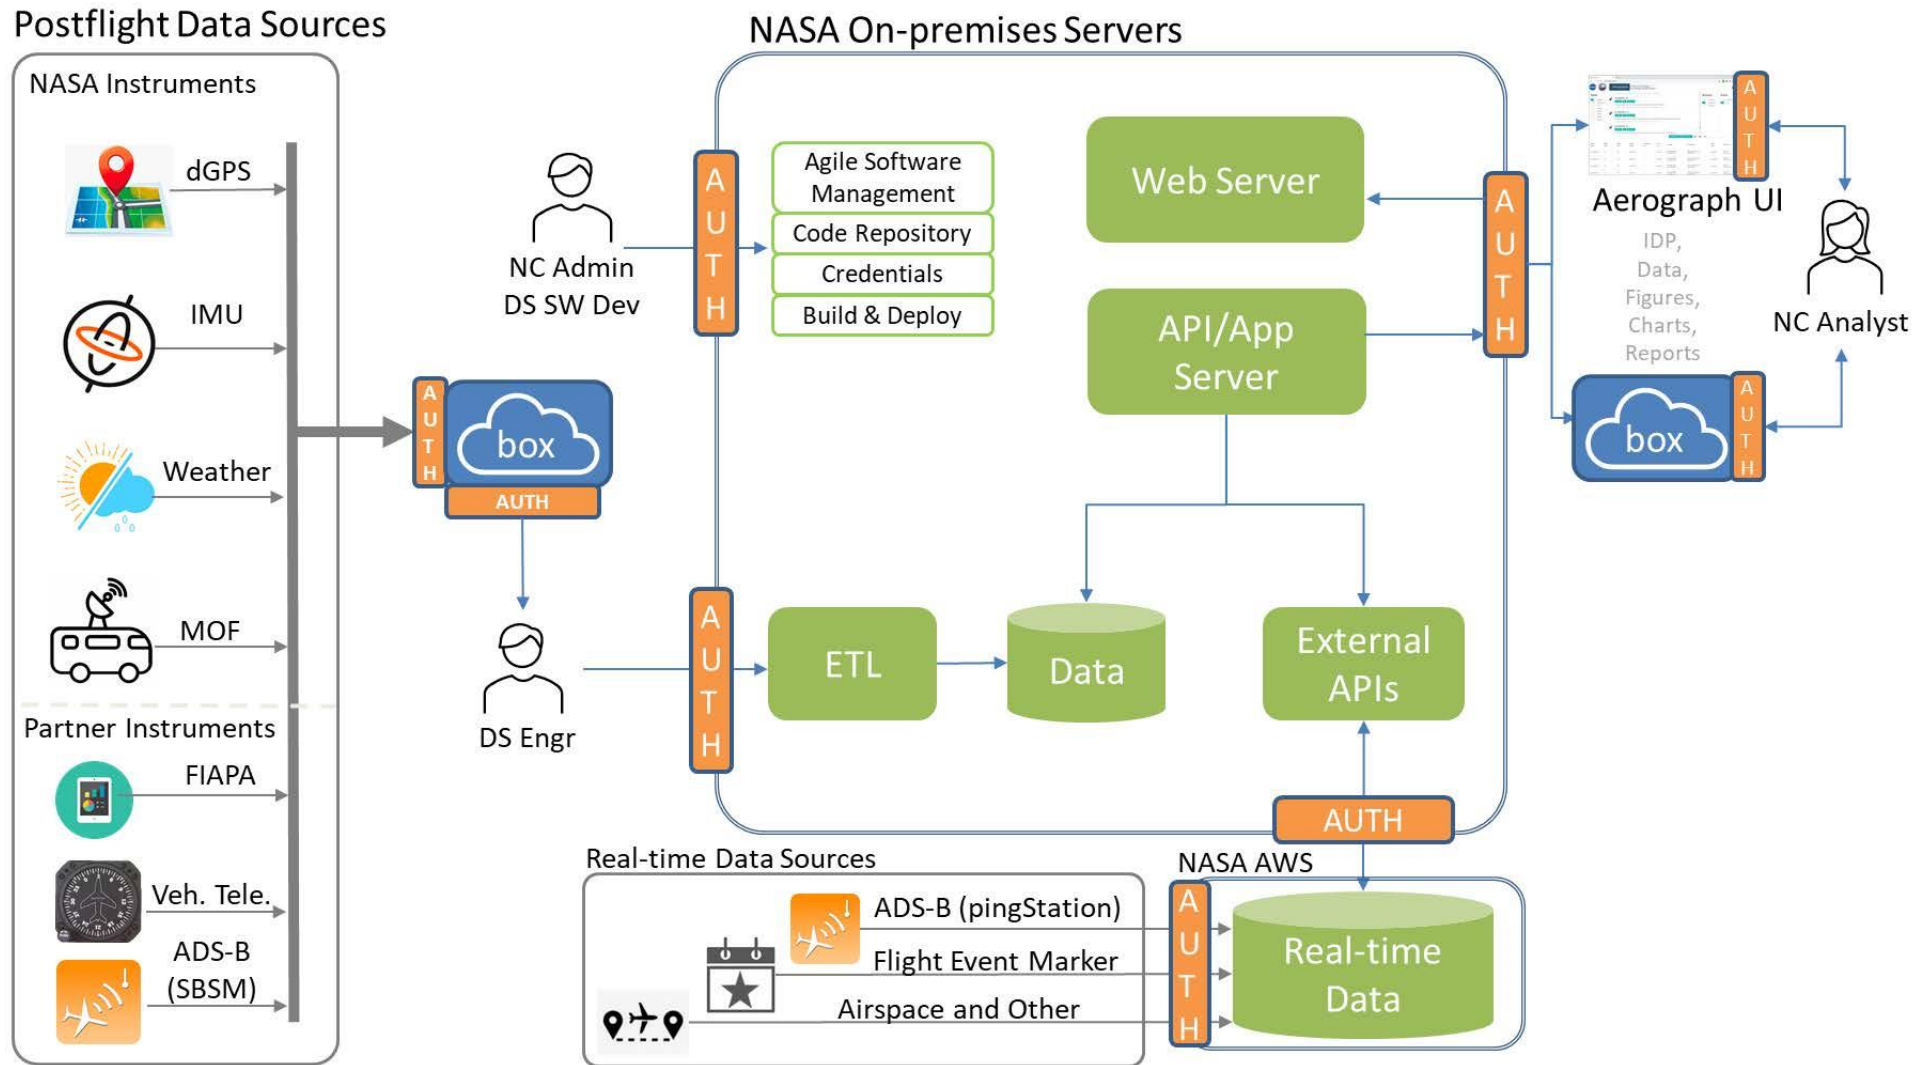 Postflight Data Sources
NASA Instruments
dGPS
IMU
Weather
MOF
Partner Instruments
FIAPA
Veh. Tele.
ADS-B
(SBSM)
AUTH
box
AUTH
NC Admin
DS SW Dev
DS Engr
NASA On-premises Servers
AUTH
Agile Software
Management
Code Repository
Credentials
Build & Deploy
Web Server
API/App
Server
AUTH
AUTH
ETL
Data
External
APIs
AUTH
Real-time Data Sources
ADS-B (pingStation)
Flight Event Marker
Airspace and Other
NASA AWS
AUTH
Real-time
Data
AUTH
Aerograph UI
IDP,
Data,
Figures,
Charts,
Reports
NC Analyst
box
AUTH